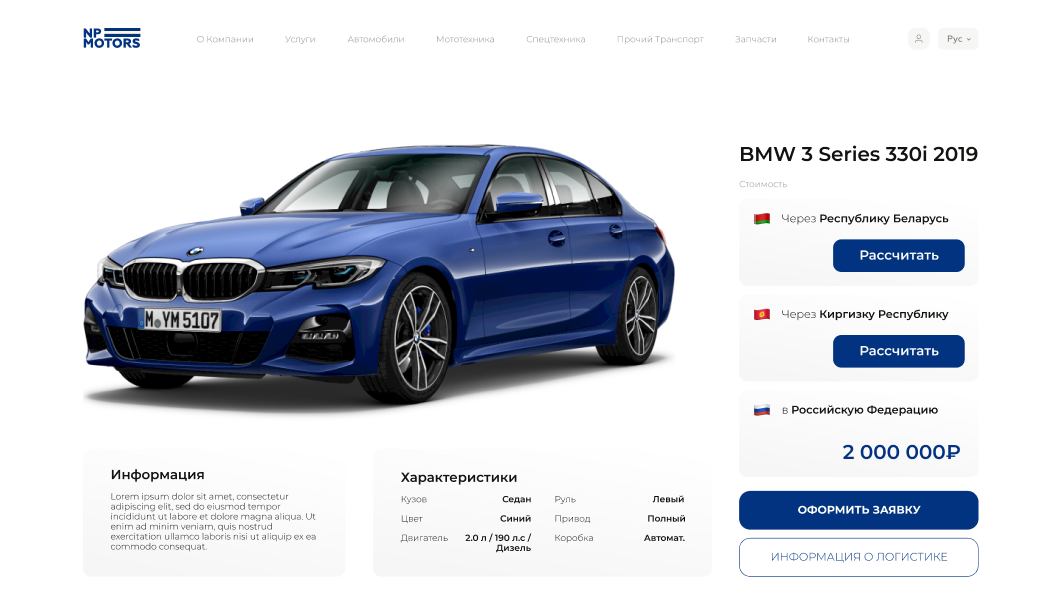 NP
MOTORS
О Компании Услуги Автомобили Мототехника Спецтехника Прочий Транспорт Запчасти Контакты Рус
BMW 3 Series 330i 2019
Стоимость
Через Республику Беларусь
Рассчитать
Через Киргизку Республику
Рассчитать
в Российскую Федерацию
2 000 000₽
ОФОРМИТЬ ЗАЯВКУ
ИНФОРМАЦИЯ О ЛОГИСТИКЕ
M YM 5107
Информация
Lorem ipsum dolor sit amet, consectetur
adipiscing elit, sed do eiusmod tempor
incididunt ut labore et dolore magna aliqua. Ut
enim ad minim veniam, quis nostrud
exercitation ullamco laboris nisi ut aliquip ex ea
commodo consequat.
Характеристики
Кузов Седан Руль Левый
Цвет Синий Привод Полный
Двигатель 2.0 л / 190 л.с / Коробка Автомат.
Дизель